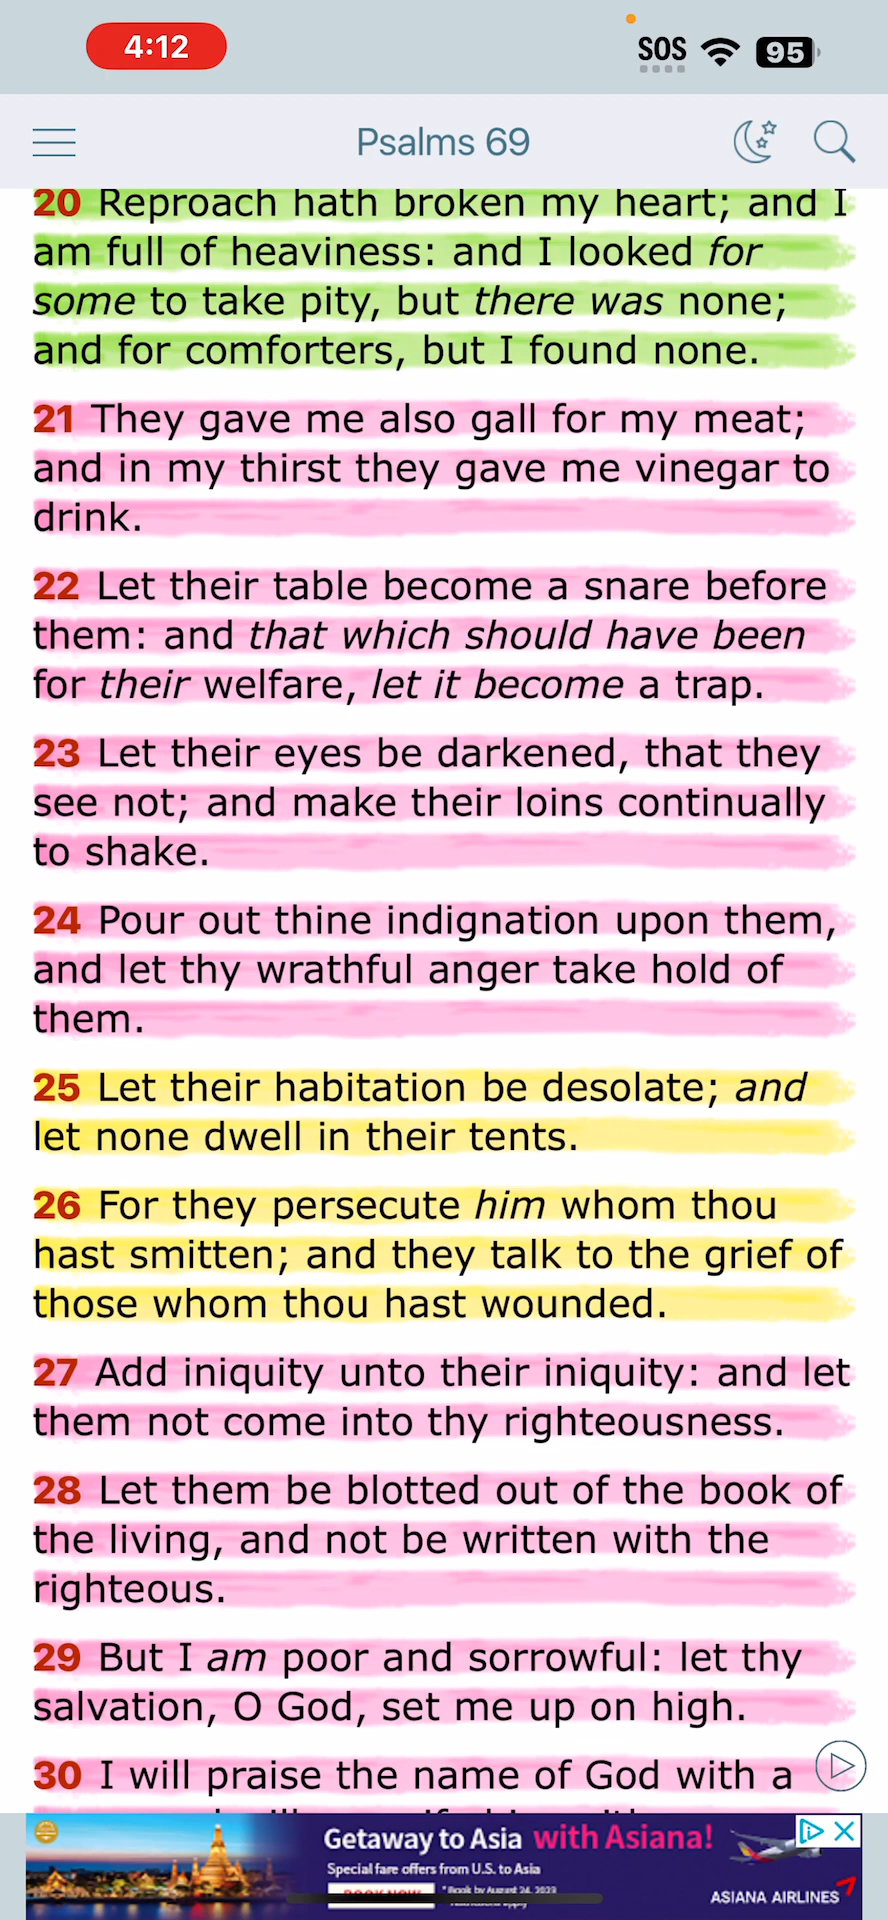 4:12
SOS
95
Psalms 69
20 Reproach hath broken my heart; and I
am full of heaviness: and I looked for
some to take pity, but there was none;
and for comforters, but I found none.
21 They gave me also gall for my meat;
and in my thirst they gave me vinegar to
drink.
22 Let their table become a snare before
them: and that which should have been
for their welfare, let it become a trap.
23 Let their eyes be darkened, that they
see not; and make their loins continually
to shake.
24 Pour out thine indignation upon them,
and let thy wrathful anger take hold of
them.
25 Let their habitation be desolate; and
let none dwell in their tents.
26 For they persecute him whom thou
hast smitten; and they talk to the grief of
those whom thou hast wounded.
27 Add iniquity unto their iniquity: and let
them not come into thy righteousness.
28 Let them be blotted out of the book of
the living, and not be written with the
righteous.
29 But I am poor and sorrowful: let thy
salvation, O God, set me up on high.
30 I will praise the name of God with a
Getaway to Asia with Asiana!
Special fare offers from U.S. to Asia
BOOK NOW
* Book by August 24, 2023
ASIANA AIRLINES